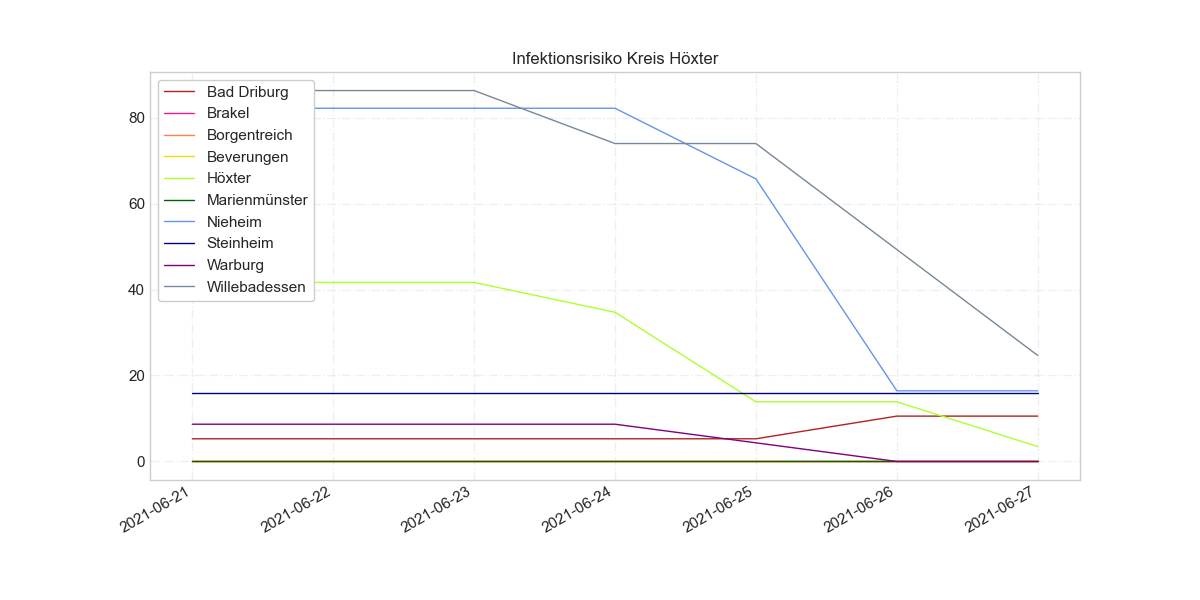 Infektionsrisiko Kreis Höxter
Bad Driburg
Brakel
Borgentreich
Beverungen
Höxter
Marienmünster
Nieheim
Steinheim
Warburg
Willebadessen
80
60
40
20
0
2021-06-21
2021-06-22
2021-06-23
2021-06-24
2021-06-25
2021-06-26
2021-06-27